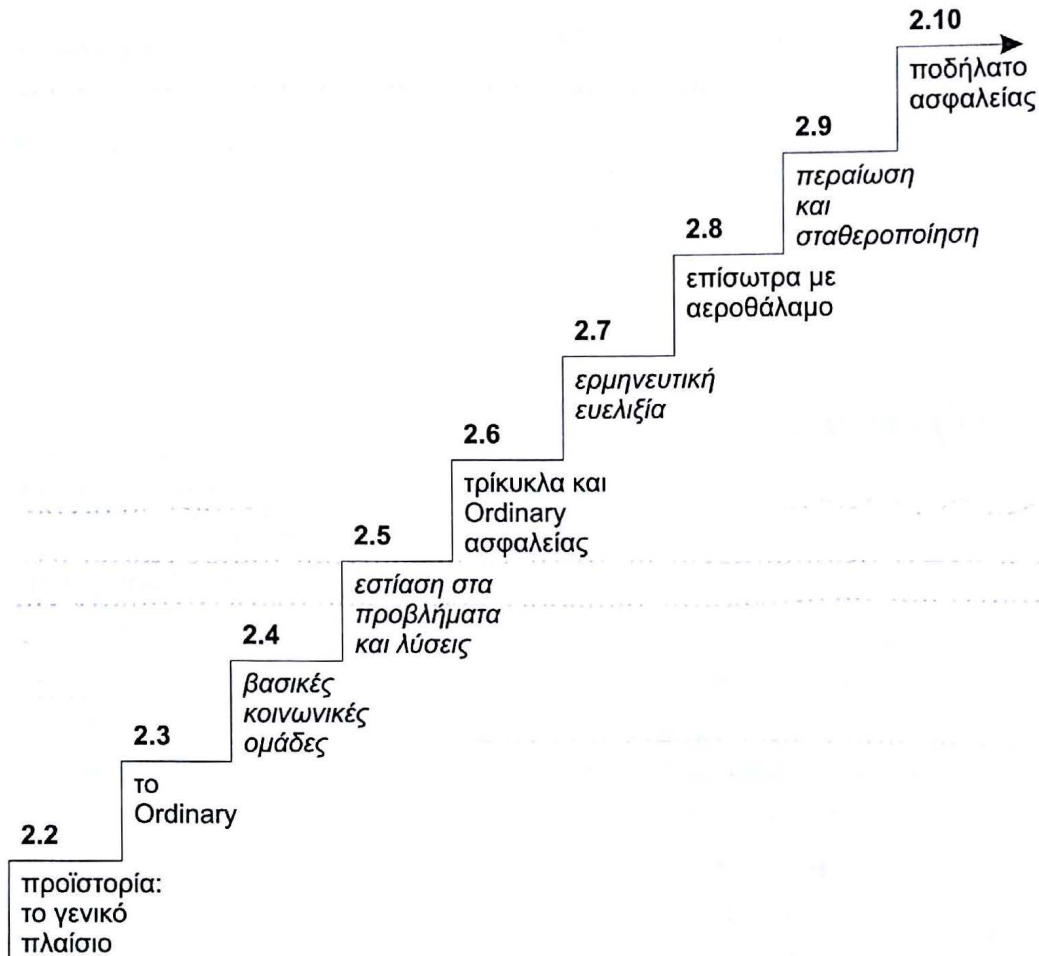 2.10
ποδήλατο
ασφαλείας
2.9
περαίωση
και
σταθεροποίηση
2.8
επίσωτρα με
αεροθάλαμο
2.7
ερμηνευτική
ευελιξία
2.6
τρίκυκλα και
Ordinary
ασφαλείας
2.5
εστίαση στα
προβλήματα
και λύσεις
2.4
βασικές
κοινωνικές
ομάδες
2.3
το
Ordinary
2.2
προϊστορία:
το γενικό
πλαίσιο